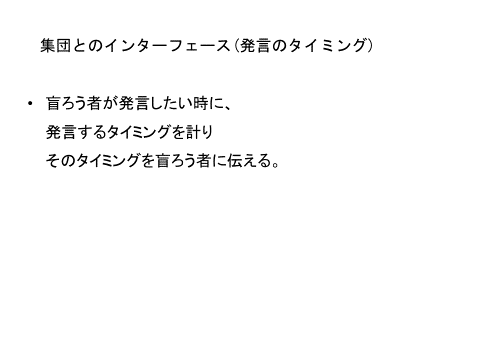 集団とのインターフェース(発言のタイミング)
• 盲ろう者が発言したい時に、
発言するタイミングを計り
そのタイミングを盲ろう者に伝える。